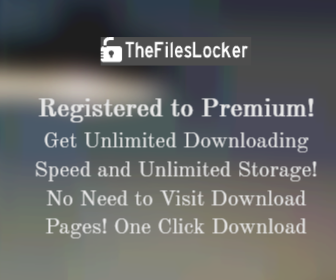 TheFilesLocker
Registered to Premium!
Get Unlimited Downloading
Speed and Unlimited Storage!
No Need to Visit Download
Pages! One Click Download